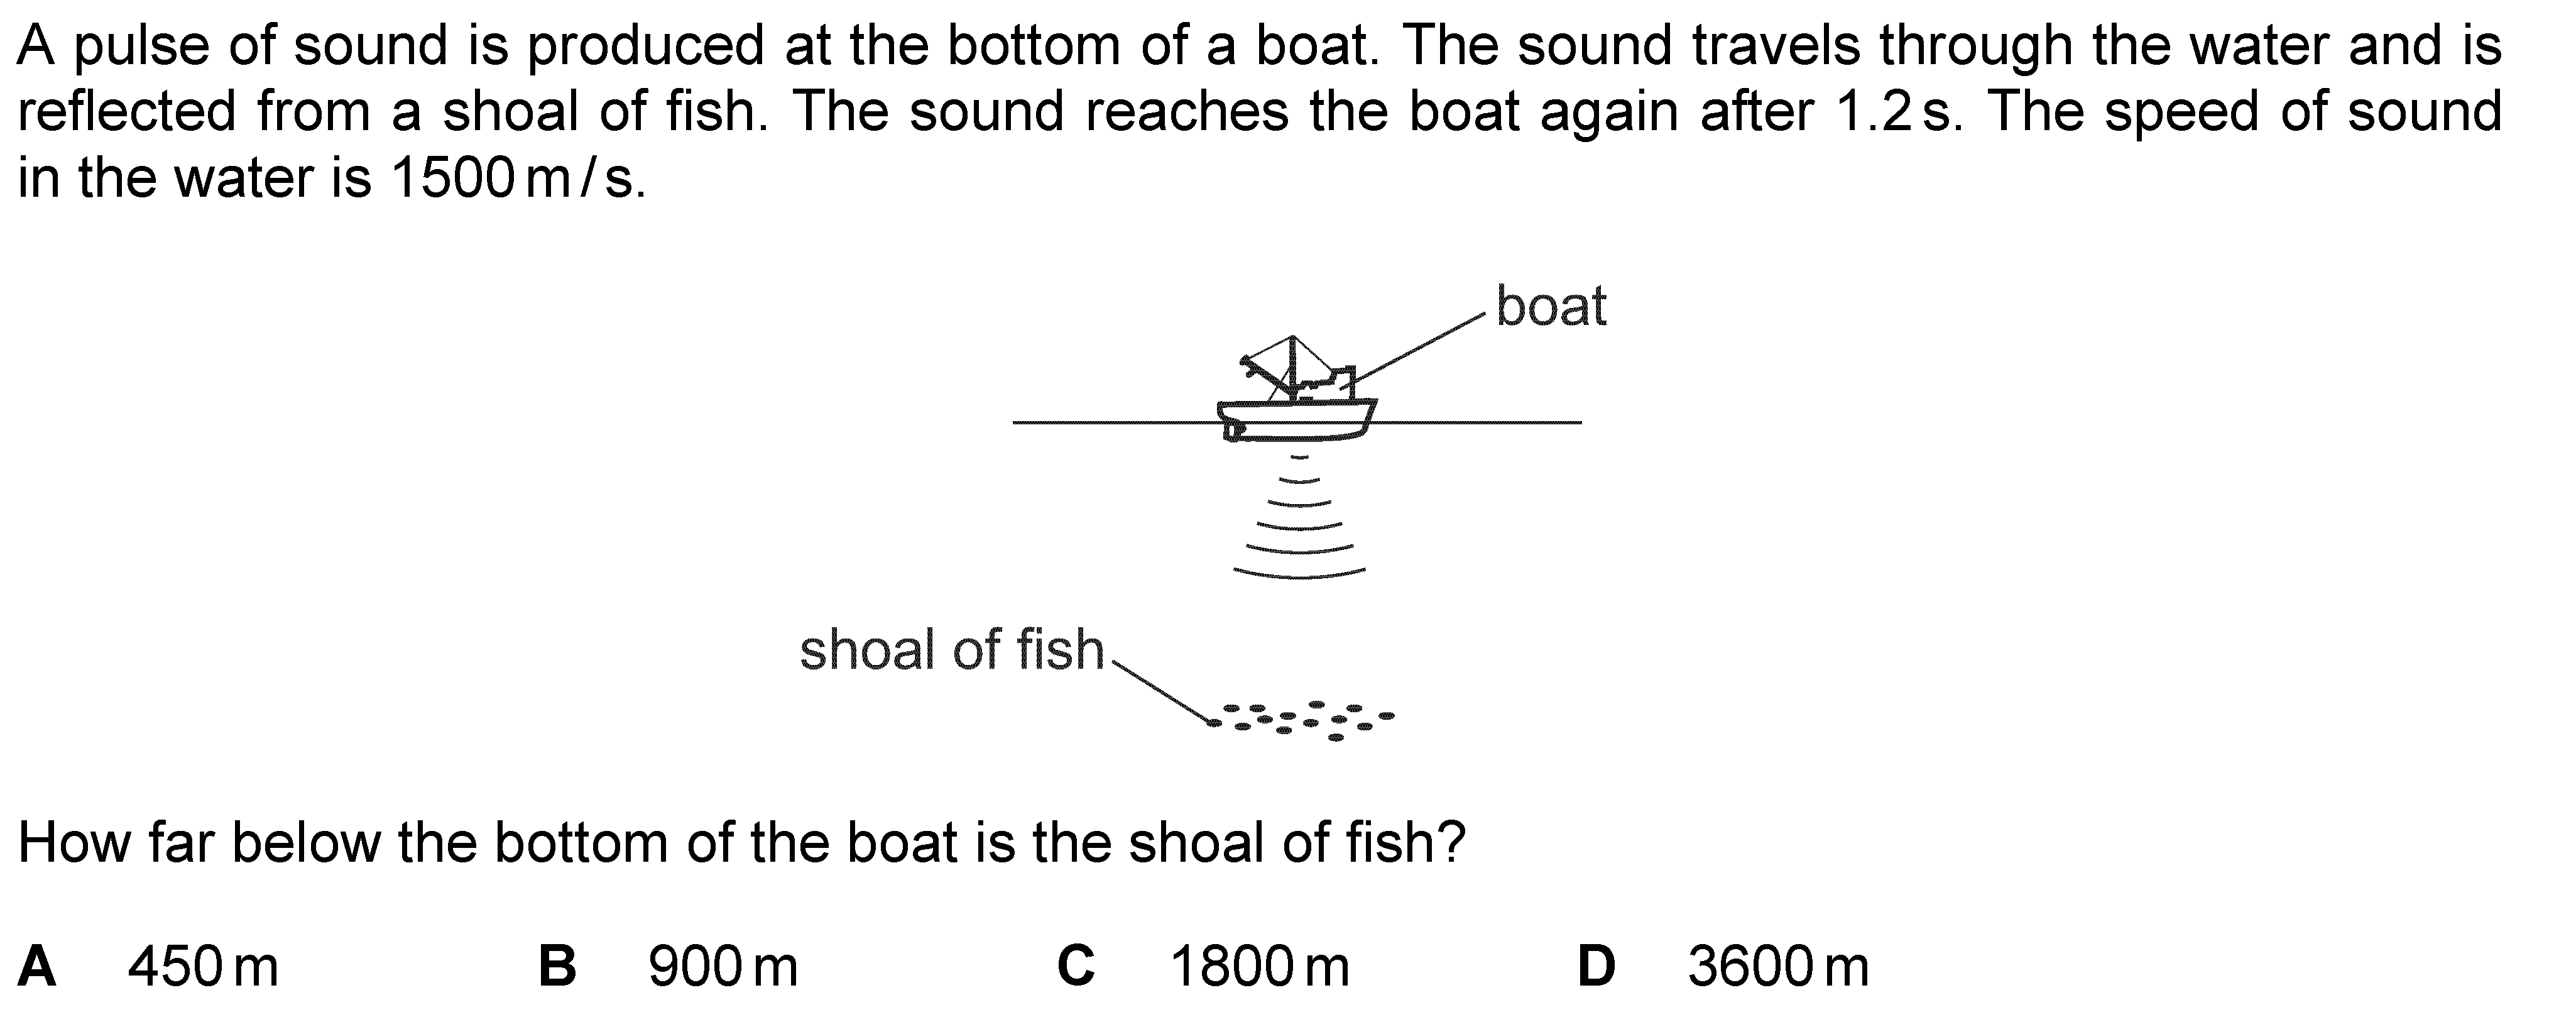 A pulse of sound is produced at the bottom of a boat. The sound travels through the water and is
reflected from a shoal of fish. The sound reaches the boat again after 1.2 s. The speed of sound
in the water is 1500 m / s.
boat
shoal of fish
How far below the bottom of the boat is the shoal of fish?
A 450 m B 900 m C 1800 m D 3600 m